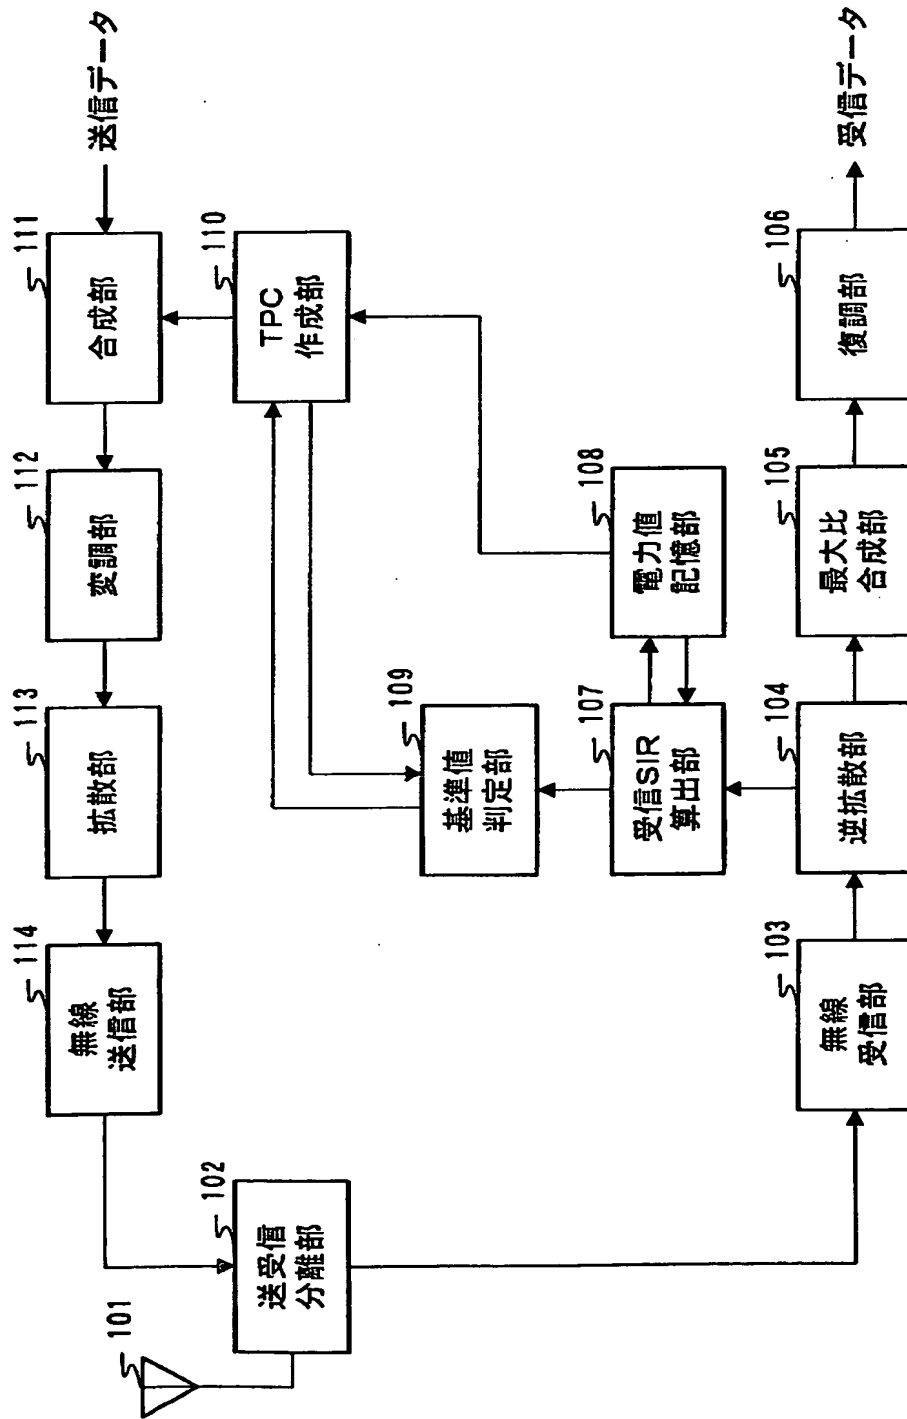 101
102
送受信
分離部
114
無線
送信部
113
拡散部
112
変調部
111
合成部
送信データ
110
TPC
作成部
109
基準値
判定部
108
電力値
記憶部
107
受信SIR
算出部
103
無線
受信部
104
逆拡散部
105
最大比
合成部
106
復調部
受信データ